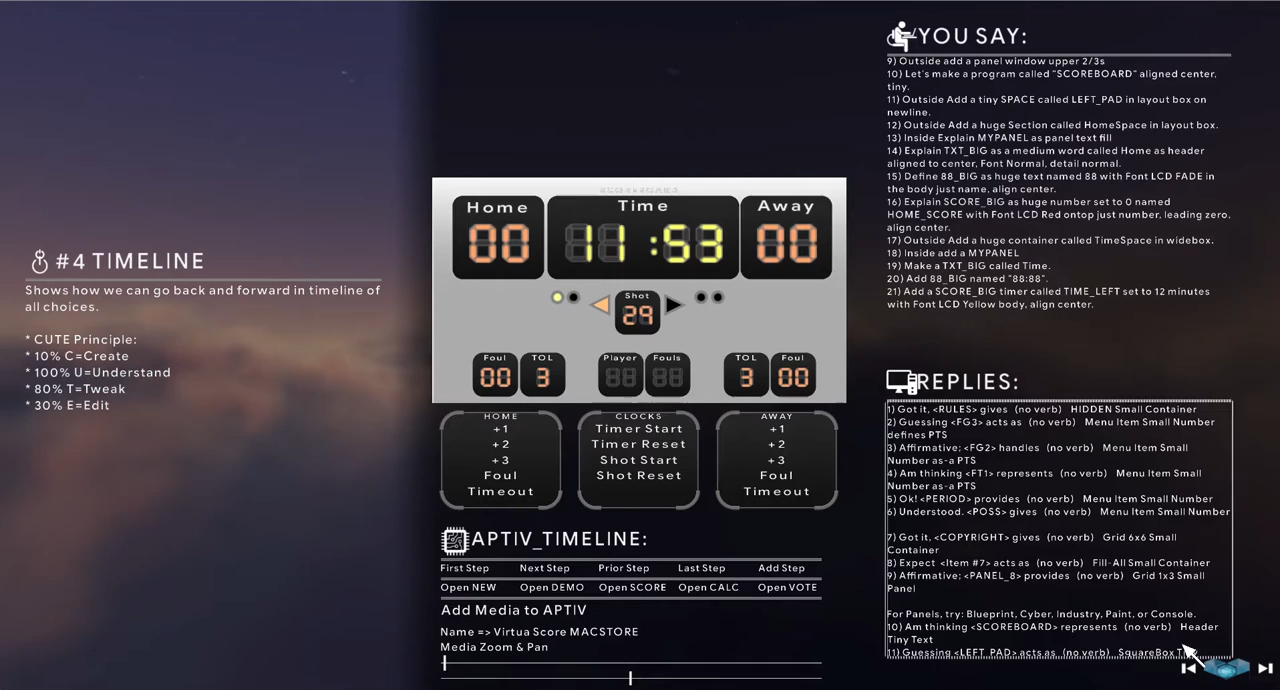 #4 TIMELINE
Shows how we can go back and forward in timeline of
all choices.
* CUTE Principle:
* 10% C=Create
* 100% U=Understand
* 80% T=Tweak
* 30% E=Edit
Home Time Away
00 11 :53 00
Shot
29
Foul TOL Player Fouls TOL Foul
00 3 88 88 3 00
HOME
+1
+2
+3
Foul
Timeout
CLOCKS
Timer Start
Timer Reset
Shot Start
Shot Reset
AWAY
+1
+2
+3
Foul
Timeout
APTIV_TIMELINE:
First Step Next Step Prior Step Last Step Add Step
Open NEW Open DEMO Open SCORE Open CALC Open VOTE
Add Media to APTIV
Name => Virtua Score MACSTORE
Media Zoom & Pan
YOU SAY:
9) Outside add a panel window upper 2/3s
10) Let's make a program called "SCOREBOARD" aligned center,
tiny.
11) Outside Add a tiny SPACE called LEFT_PAD in layout box on
newline.
12) Outside Add a huge Section called HomeSpace in layout box.
13) Inside Explain MYPANEL as panel text fill
14) Explain TXT_BIG as a medium word called Home as header
aligned to center, Font Normal, detail normal.
15) Define 88_BIG as huge text named 88 with Font LCD FADE in
the body just name, align center.
16) Explain SCORE_BIG as huge number set to 0 named
HOME_SCORE with Font LCD Red ontop just number, leading zero,
align center.
17) Outside Add a huge container called TimeSpace in widebox.
18) Inside add a MYPANEL
19) Make a TXT_BIG called Time.
20) Add 88_BIG named "88:88".
21) Add a SCORE_BIG timer called TIME_LEFT set to 12 minutes
with Font LCD Yellow body, align center.
REPLIES:
1) Got it, <RULES> gives (no verb) HIDDEN Small Container
2) Guessing <FG3> acts as (no verb) Menu Item Small Number
defines PTS
3) Affirmative; <FG2> handles (no verb) Menu Item Small
Number as-a PTS
4) Am thinking <FT1> represents (no verb) Menu Item Small
Number as-a PTS
5) Ok! <PERIOD> provides (no verb) Menu Item Small Number
6) Understood. <POSS> gives (no verb) Menu Item Small Number
7) Got it, <COPYRIGHT> gives (no verb) Grid 6x6 Small
Container
8) Expect <Item #7> acts as (no verb) Fill-All Small Container
9) Affirmative; <PANEL_8> provides (no verb) Grid 1x3 Small
Panel
For Panels, try: Blueprint, Cyber, Industry, Paint, or Console.
10) Am thinking <SCOREBOARD> represents (no verb) Header
Tiny Text
11) Guessing <LEFT_PAD> acts as (no verb) SquareBox